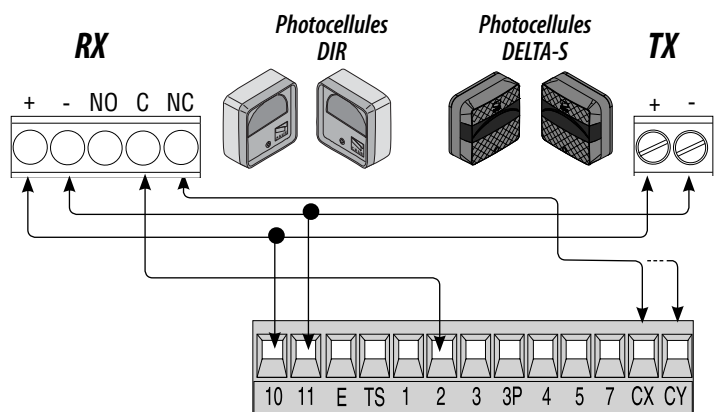 RX
Photocellules
DIR
Photocellules
DELTA-S
TX
+ - NO C NC
+ -
10 11 E TS 1 2 3 3P 4 5 7 CX CY